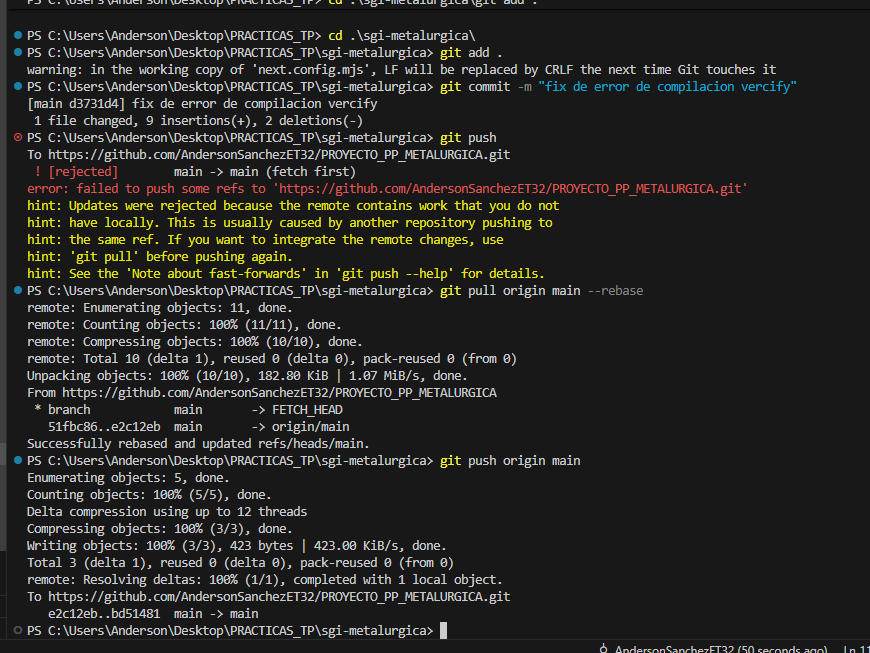 PS C:\Users\Anderson\Desktop\PRACTICAS_TP> cd .\sgi-metalurgica\git add .
PS C:\Users\Anderson\Desktop\PRACTICAS_TP> cd .\sgi-metalurgica\
PS C:\Users\Anderson\Desktop\PRACTICAS_TP\sgi-metalurgica> git add .
warning: in the working copy of 'next.config.mjs', LF will be replaced by CRLF the next time Git touches it
PS C:\Users\Anderson\Desktop\PRACTICAS_TP\sgi-metalurgica> git commit -m "fix de error de compilacion vercify"
[main d3731d4] fix de error de compilacion vercify
1 file changed, 9 insertions(+), 2 deletions(-)
PS C:\Users\Anderson\Desktop\PRACTICAS_TP\sgi-metalurgica> git push
To https://github.com/AndersonSanchezET32/PROYECTO_PP_METALURGICA.git
! [rejected]        main -> main (fetch first)
error: failed to push some refs to 'https://github.com/AndersonSanchezET32/PROYECTO_PP_METALURGICA.git'
hint: Updates were rejected because the remote contains work that you do not
hint: have locally. This is usually caused by another repository pushing to
hint: the same ref. If you want to integrate the remote changes, use
hint: 'git pull' before pushing again.
hint: See the 'Note about fast-forwards' in 'git push --help' for details.
PS C:\Users\Anderson\Desktop\PRACTICAS_TP\sgi-metalurgica> git pull origin main --rebase
remote: Enumerating objects: 11, done.
remote: Counting objects: 100% (11/11), done.
remote: Compressing objects: 100% (10/10), done.
remote: Total 10 (delta 1), reused 0 (delta 0), pack-reused 0 (from 0)
Unpacking objects: 100% (10/10), 182.80 KiB | 1.07 MiB/s, done.
From https://github.com/AndersonSanchezET32/PROYECTO_PP_METALURGICA
* branch            main       -> FETCH_HEAD
51fbc86..e2c12eb  main       -> origin/main
Successfully rebased and updated refs/heads/main.
PS C:\Users\Anderson\Desktop\PRACTICAS_TP\sgi-metalurgica> git push origin main
Enumerating objects: 5, done.
Counting objects: 100% (5/5), done.
Delta compression using up to 12 threads
Compressing objects: 100% (3/3), done.
Writing objects: 100% (3/3), 423 bytes | 423.00 KiB/s, done.
Total 3 (delta 1), reused 0 (delta 0), pack-reused 0 (from 0)
remote: Resolving deltas: 100% (1/1), completed with 1 local object.
To https://github.com/AndersonSanchezET32/PROYECTO_PP_METALURGICA.git
e2c12eb..bd51481  main -> main
PS C:\Users\Anderson\Desktop\PRACTICAS_TP\sgi-metalurgica>
AndersonSanchezET32 (50 seconds ago) Ln 11